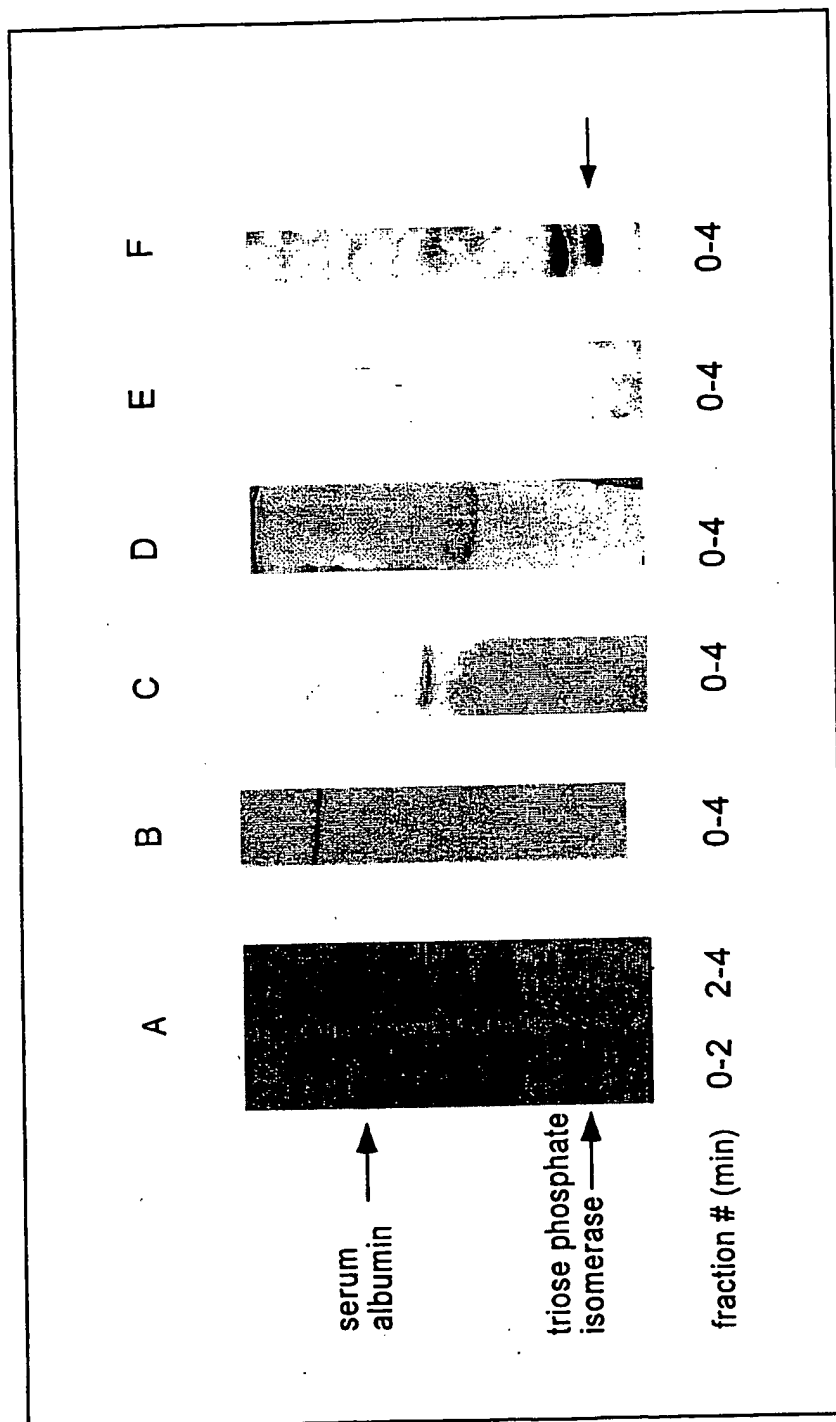 A B C D E F
serum
albumin
triose phosphate
isomerase
fraction # (min) 0-2 2-4 0-4 0-4 0-4 0-4 0-4